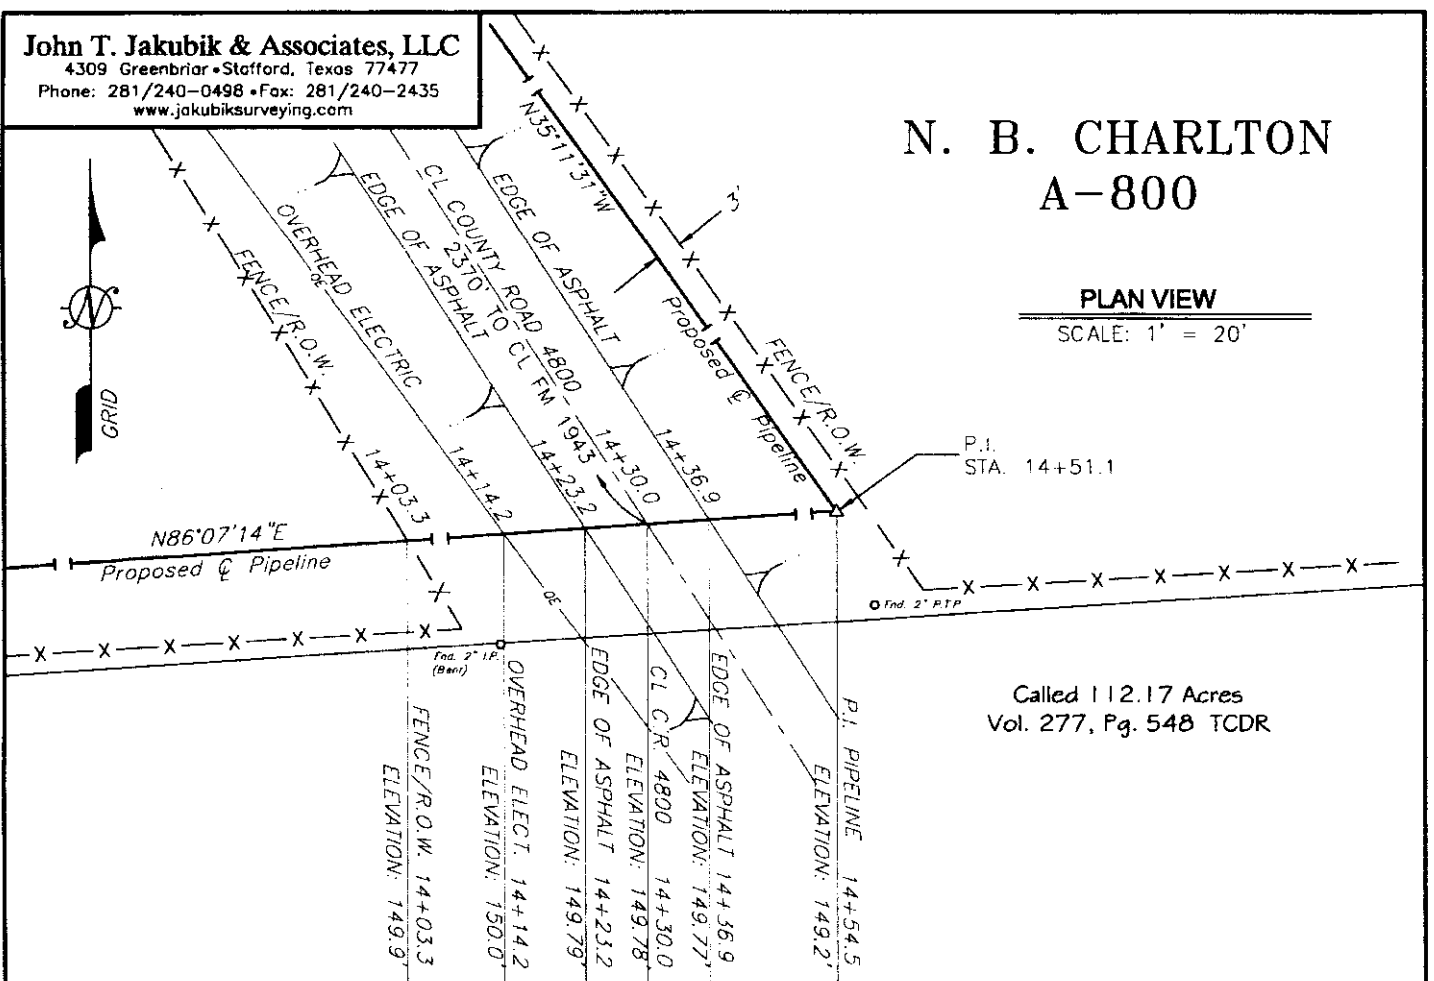 John T. Jakubik & Associates, LLC
4309 Greenbriar • Stafford, Texas 77477
Phone: 281/240-0498 • Fax: 281/240-2435
www.jakubiksurveying.com
N. B. CHARLTON
A-800
PLAN VIEW
SCALE: 1' = 20'
GRID
N
N35°11'31"W
3'
FENCE/R.O.W.
OVERHEAD ELECTRIC
OE
EDGE OF ASPHALT
CL COUNTY ROAD 4800
2370' TO CL FM 1943
EDGE OF ASPHALT
Proposed ℄ Pipeline
FENCE/R.O.W.
14+03.3
14+14.2
14+23.2
14+30.0
14+36.9
P.I.
STA. 14+51.1
N86°07'14"E
Proposed ℄ Pipeline
OE
Fnd. 2" I.P.
(Bent)
Fnd. 2" P.T.P
Called 112.17 Acres
Vol. 277, Pg. 548 TCDR
FENCE/R.O.W. 14+03.3
ELEVATION: 149.9'
OVERHEAD ELECT. 14+14.2
ELEVATION: 150.0'
EDGE OF ASPHALT 14+23.2
ELEVATION: 149.79'
CL C.R. 4800 14+30.0
ELEVATION: 149.78'
EDGE OF ASPHALT 14+36.9
ELEVATION: 149.77'
P.I. PIPELINE 14+54.5
ELEVATION: 149.2'